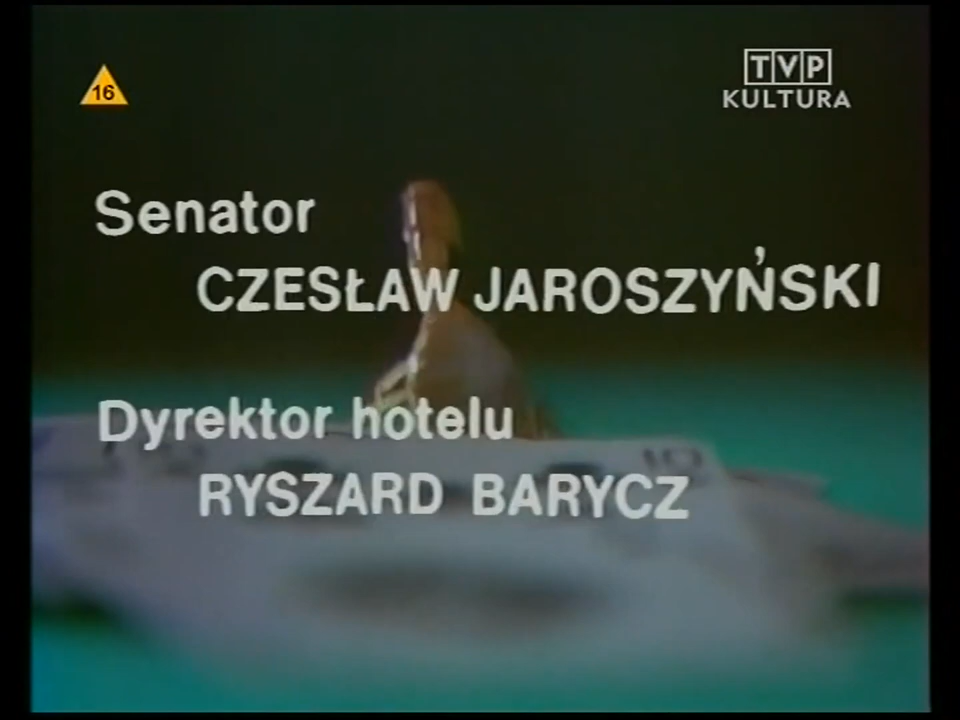 16
TVP
KULTURA
Senator
CZESŁAW JAROSZYŃSKI
Dyrektor hotelu
RYSZARD BARYCZ